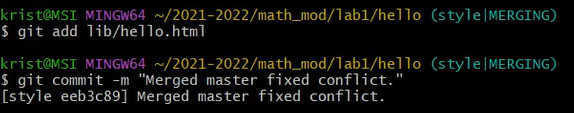 krist@MSI MINGW64 ~/2021-2022/math_mod/lab1/hello (style|MERGING)
$ git add lib/hello.html
krist@MSI MINGW64 ~/2021-2022/math_mod/lab1/hello (style|MERGING)
$ git commit -m "Merged master fixed conflict."
[style eeb3c89] Merged master fixed conflict.